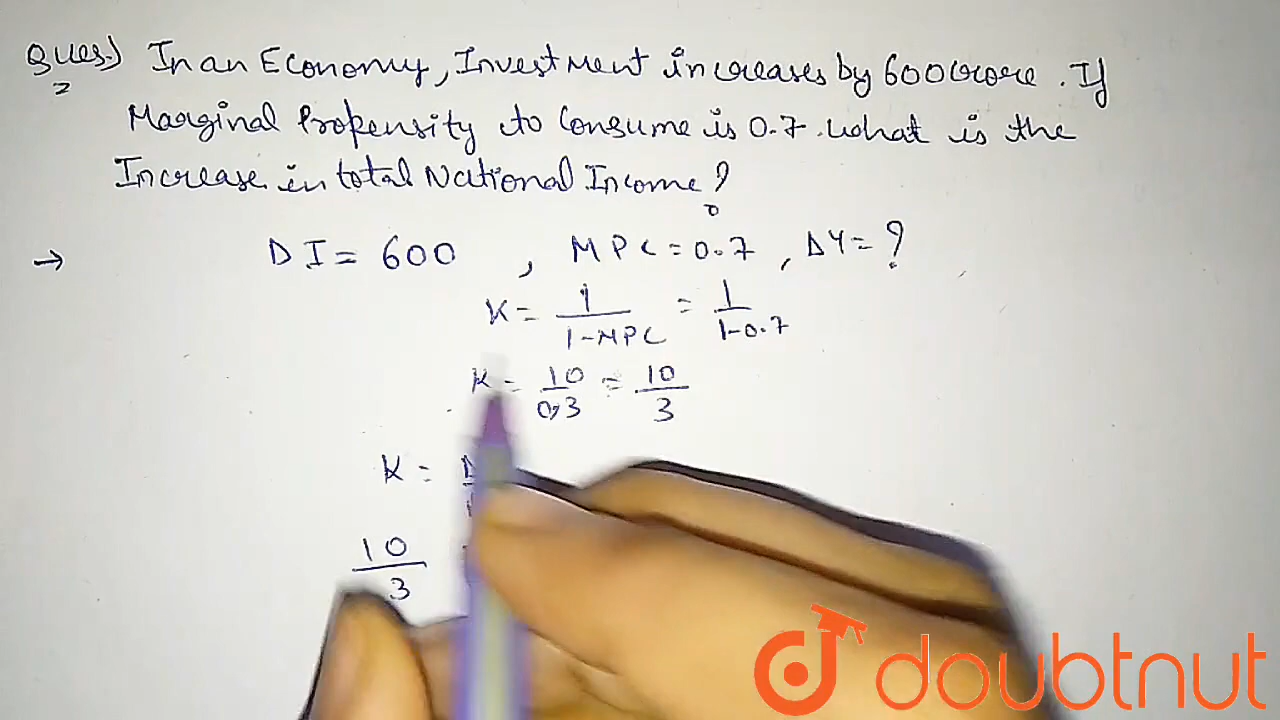 Ques.) In an Economy, Investment increases by 600 crore. If
Marginal Propensity to Consume is 0.7. what is the
Increase in total National Income?
→ ΔI = 600, MPC = 0.7, ΔY = ?
K = 1/1-MPC = 1/1-0.7
K = 10/0.3 = 10/3
K =
10/3
doubtnut